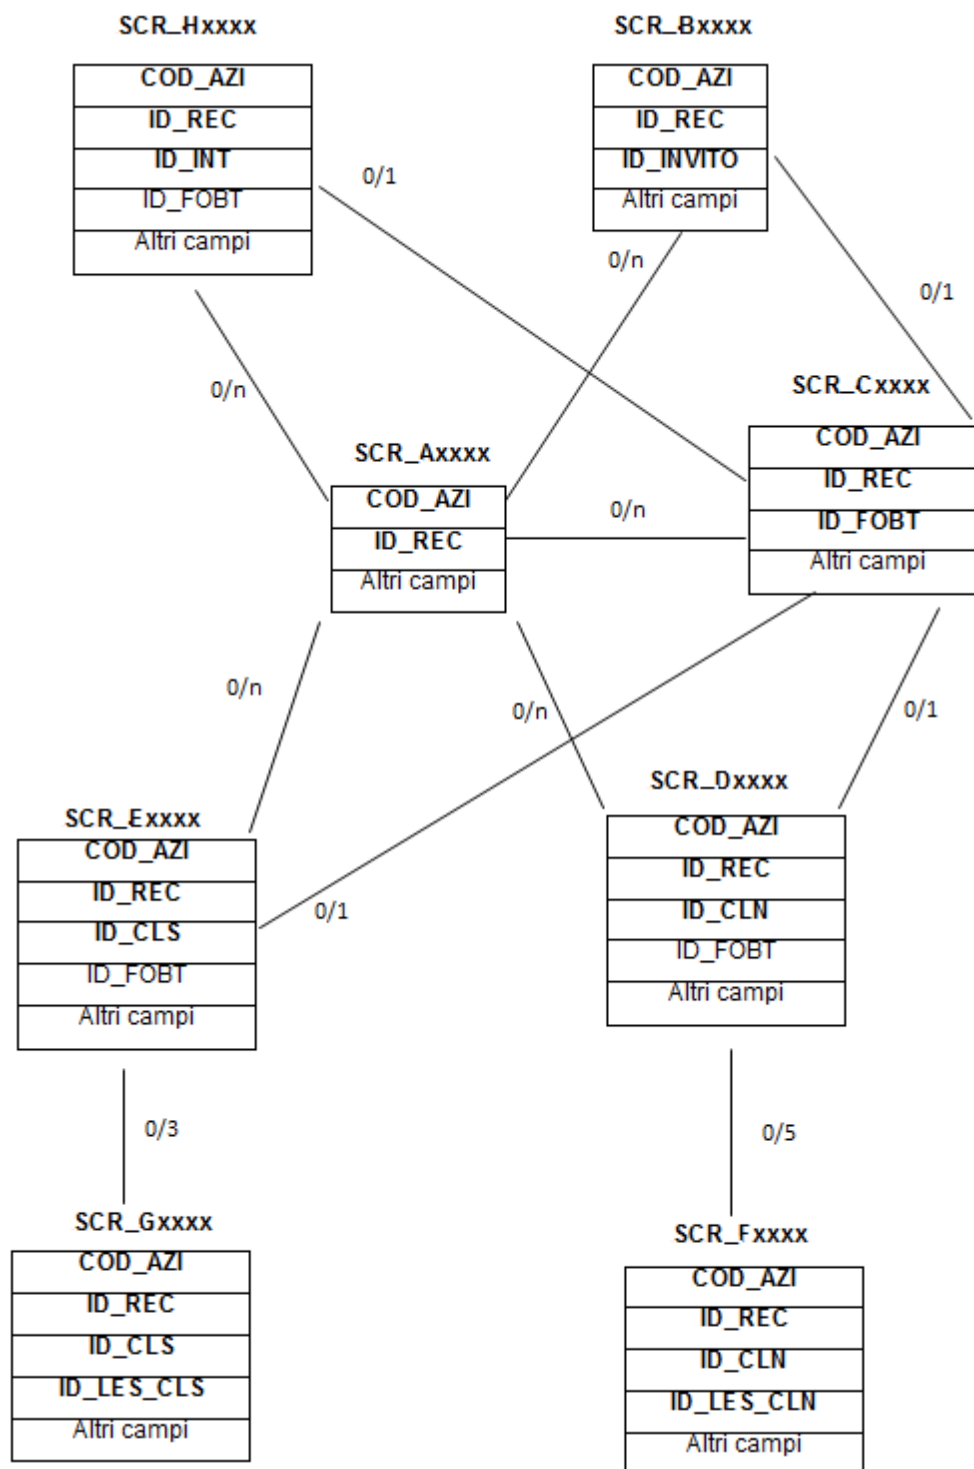 SCR_Hxxxx
COD_AZI
ID_REC
ID_INT
ID_FOBT
Altri campi
SCR_Bxxxx
COD_AZI
ID_REC
ID_INVITO
Altri campi
0/1
0/n
0/1
0/n
SCR_Cxxxx
COD_AZI
ID_REC
ID_FOBT
Altri campi
SCR_Axxxx
COD_AZI
ID_REC
Altri campi
0/n
0/n
0/n
0/1
SCR_Exxxx
COD_AZI
ID_REC
ID_CLS
ID_FOBT
Altri campi
0/1
SCR_Dxxxx
COD_AZI
ID_REC
ID_CLN
ID_FOBT
Altri campi
0/3
0/5
SCR_Gxxxx
COD_AZI
ID_REC
ID_CLS
ID_LES_CLS
Altri campi
SCR_Fxxxx
COD_AZI
ID_REC
ID_CLN
ID_LES_CLN
Altri campi